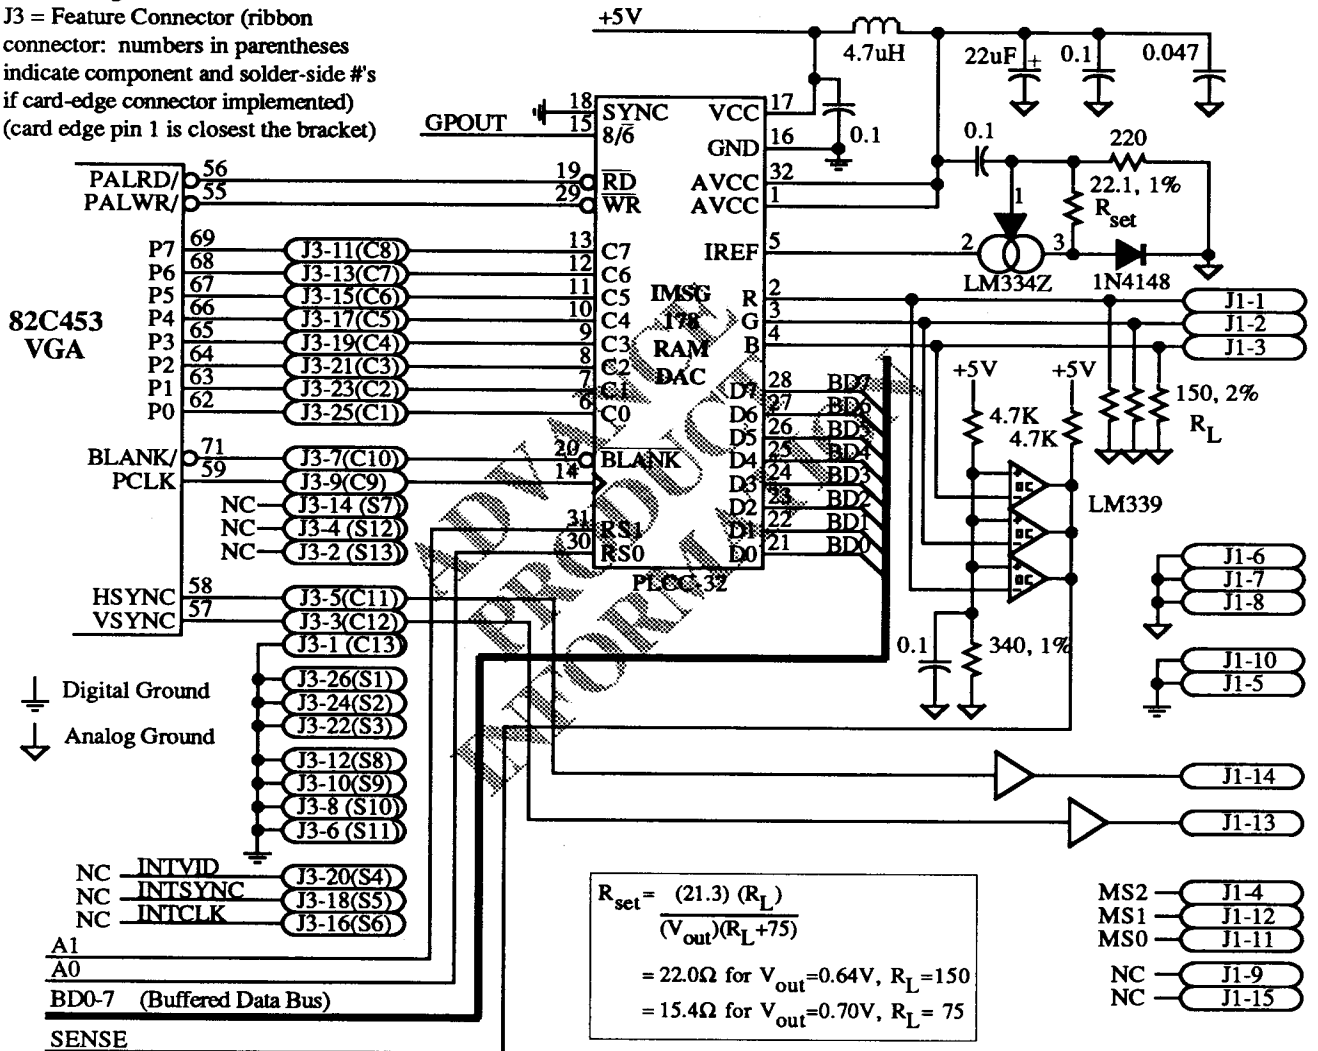 J3 = Feature Connector (ribbon
connector: numbers in parentheses
indicate component and solder-side #'s
if card-edge connector implemented)
(card edge pin 1 is closest the bracket)
+5V
4.7uH
22uF +
0.1
0.047
GPOUT
18 SYNC
15 8/6
VCC 17
0.1
GND 16
0.1
220
PALRD/ 56
19 RD
AVCC 32
22.1, 1%
PALWR/ 55
29 WR
AVCC 1
1
R set
P7 69 J3-11(C8) 13 C7
IREF 5
2
3
LM334Z
1N4148
P6 68 J3-13(C7) 12 C6
P5 67 J3-15(C6) 11 C5
IMSG
R 2
J1-1
82C453
VGA
P4 66 J3-17(C5) 10 C4
178
G 3
J1-2
P3 65 J3-19(C4) 9 C3
RAM
B 4
J1-3
P2 64 J3-21(C3) 8 C2
DAC
+5V
+5V
P1 63 J3-23(C2) 7 C1
D7 28 BD7
150, 2%
P0 62 J3-25(C1) 6 C0
D6 27 BD6
4.7K
4.7K
R L
D5 26 BD5
BLANK/ 71 J3-7(C10) 20 BLANK
D4 25 BD4
PCLK 59 J3-9(C9) 14
D3 24 BD3
NC J3-14 (S7)
D2 23 BD2
LM339
NC J3-4 (S12)
31 RS1
D1 22 BD1
NC J3-2 (S13)
30 RS0
D0 21 BD0
OC
PLCC-32
J1-6
J1-7
J1-8
HSYNC 58 J3-5(C11)
VSYNC 57 J3-3(C12)
J3-1 (C13)
0.1
340, 1%
J1-10
J1-5
J3-26(S1)
J3-24(S2)
J3-22(S3)
Digital Ground
Analog Ground
ADVANCE
PRODUCT
INFORMATION
J3-12(S8)
J3-10(S9)
J3-8 (S10)
J3-6 (S11)
J1-14
J1-13
NC INTVID J3-20(S4)
NC INTSYNC J3-18(S5)
NC INTCLK J3-16(S6)
R set = (21.3) (R L)
(V out)(R L+75)
= 22.0Ω for V out=0.64V, R L=150
= 15.4Ω for V out=0.70V, R L= 75
MS2 J1-4
MS1 J1-12
MS0 J1-11
NC J1-9
NC J1-15
A1
A0
BD0-7 (Buffered Data Bus)
SENSE